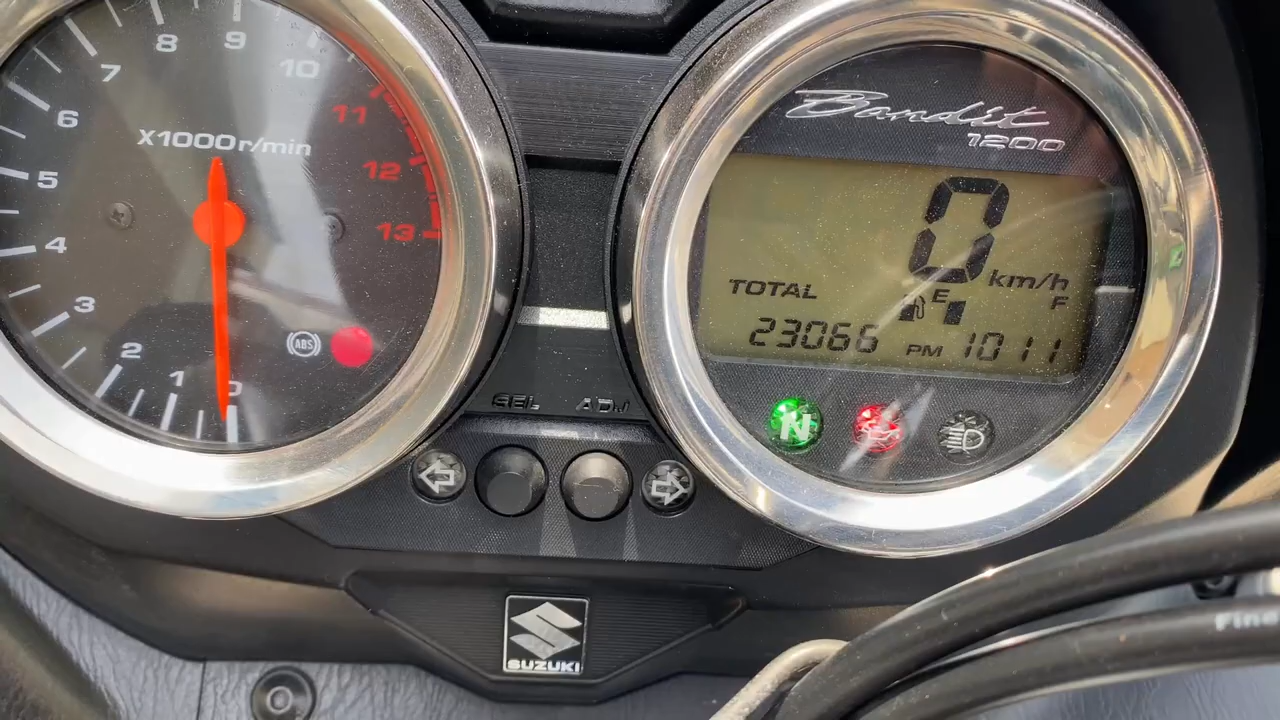 8 9
7 10
6 11
X1000r/min
5 12
4 13
3
2 ABS
1 0
SEL ADJ
SUZUKI
Bandit
1200
0 km/h
TOTAL E F
23066 PM 10 11
N
Fine